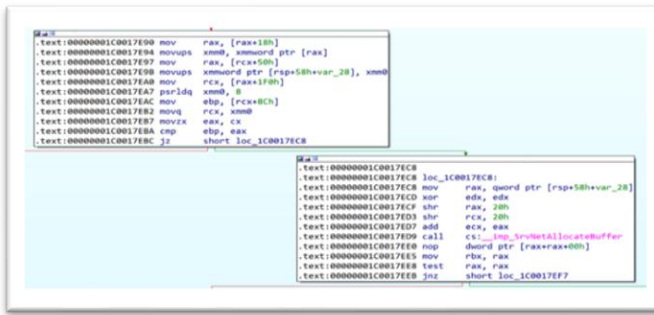 .text:00000001C0017E90 mov rax, [rax+18h]
.text:00000001C0017E94 movups xmm0, xmmword ptr [rax]
.text:00000001C0017E97 mov rax, [rcx+50h]
.text:00000001C0017E9B movups xmmword ptr [rsp+58h+var_28], xmm0
.text:00000001C0017EA0 mov rcx, [rax+1F0h]
.text:00000001C0017EA7 psrldq xmm0, 8
.text:00000001C0017EAC mov ebp, [rcx+8Ch]
.text:00000001C0017EB2 movq rcx, xmm0
.text:00000001C0017EB7 movzx eax, cx
.text:00000001C0017EBA cmp ebp, eax
.text:00000001C0017EBC jz short loc_1C0017EC8
.text:00000001C0017EC8
.text:00000001C0017EC8 loc_1C0017EC8:
.text:00000001C0017EC8 mov rax, qword ptr [rsp+58h+var_28]
.text:00000001C0017ECD xor edx, edx
.text:00000001C0017ECF shr rax, 20h
.text:00000001C0017ED3 shr rcx, 20h
.text:00000001C0017ED7 add ecx, eax
.text:00000001C0017ED9 call cs:__imp_SrvNetAllocateBuffer
.text:00000001C0017EE0 nop dword ptr [rax+rax+00h]
.text:00000001C0017EE5 mov rbx, rax
.text:00000001C0017EE8 test rax, rax
.text:00000001C0017EEB jnz short loc_1C0017EF7